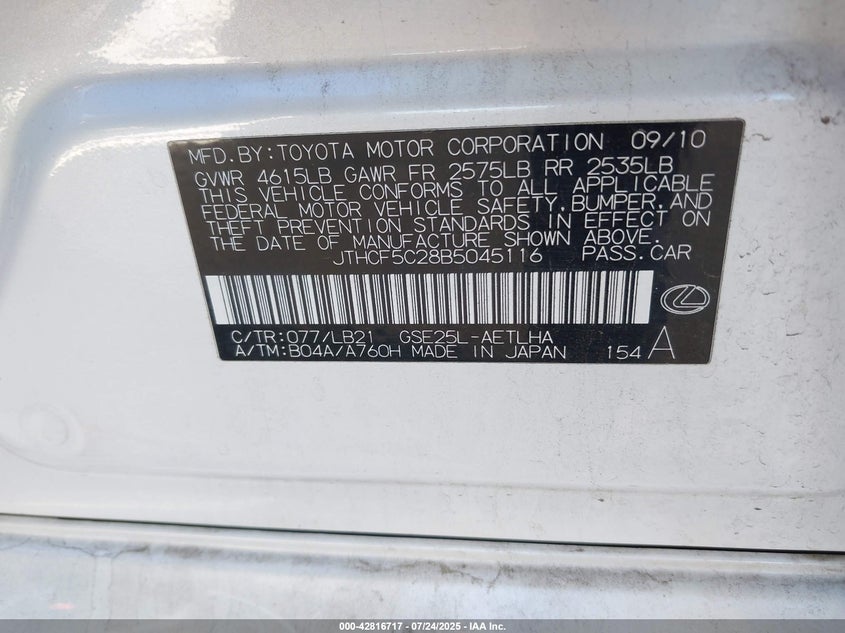 MFD.BY:TOYOTA MOTOR CORPORATION 09/10
GVWR 4615LB GAWR FR 2575LB RR 2535LB
THIS VEHICLE CONFORMS TO ALL APPLICABLE
FEDERAL MOTOR VEHICLE SAFETY,BUMPER,AND
THEFT PREVENTION STANDARDS IN EFFECT ON
THE DATE OF MANUFACTURE SHOWN ABOVE.
JTHCF5C28B5045116 PASS.CAR
C/TR:077/LB21 GSE25L-AETLHA
A/TM:B04A/A760H MADE IN JAPAN 154 A
000-42816717 - 07/24/2025 - IAA Inc.